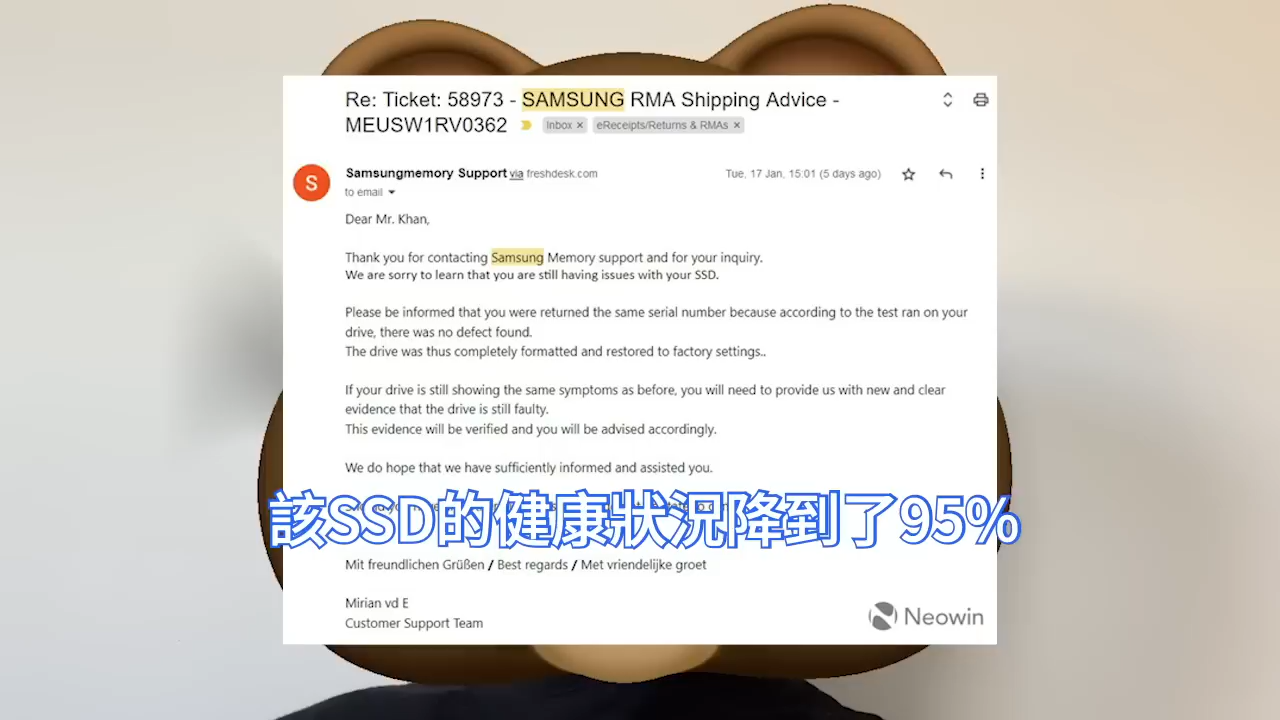 Re: Ticket: 58973 - SAMSUNG RMA Shipping Advice -
MEUSW1RV0362 Inbox × eReceipts/Returns & RMAs ×
S
Samsungmemory Support via freshdesk.com Tue, 17 Jan, 15:01 (5 days ago)
to email
Dear Mr. Khan,
Thank you for contacting Samsung Memory support and for your inquiry.
We are sorry to learn that you are still having issues with your SSD.
Please be informed that you were returned the same serial number because according to the test ran on your
drive, there was no defect found.
The drive was thus completely formatted and restored to factory settings..
If your drive is still showing the same symptoms as before, you will need to provide us with new and clear
evidence that the drive is still faulty.
This evidence will be verified and you will be advised accordingly.
We do hope that we have sufficiently informed and assisted you.
該SSD的健康狀況降到了95%
Mit freundlichen Grüßen / Best regards / Met vriendelijke groet
Mirian vd E
Customer Support Team
Neowin